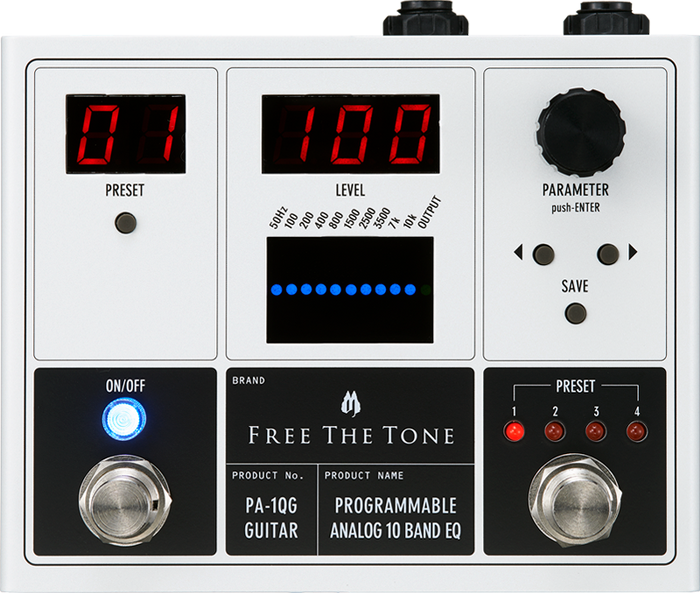 01
PRESET
100
LEVEL
50Hz 100 200 400 800 1500 2500 3500 7k 10k OUTPUT
PARAMETER
push-ENTER
SAVE
ON/OFF
BRAND
FREE THE TONE
PRODUCT No.
PA-1QG
GUITAR
PRODUCT NAME
PROGRAMMABLE
ANALOG 10 BAND EQ
PRESET
1 2 3 4